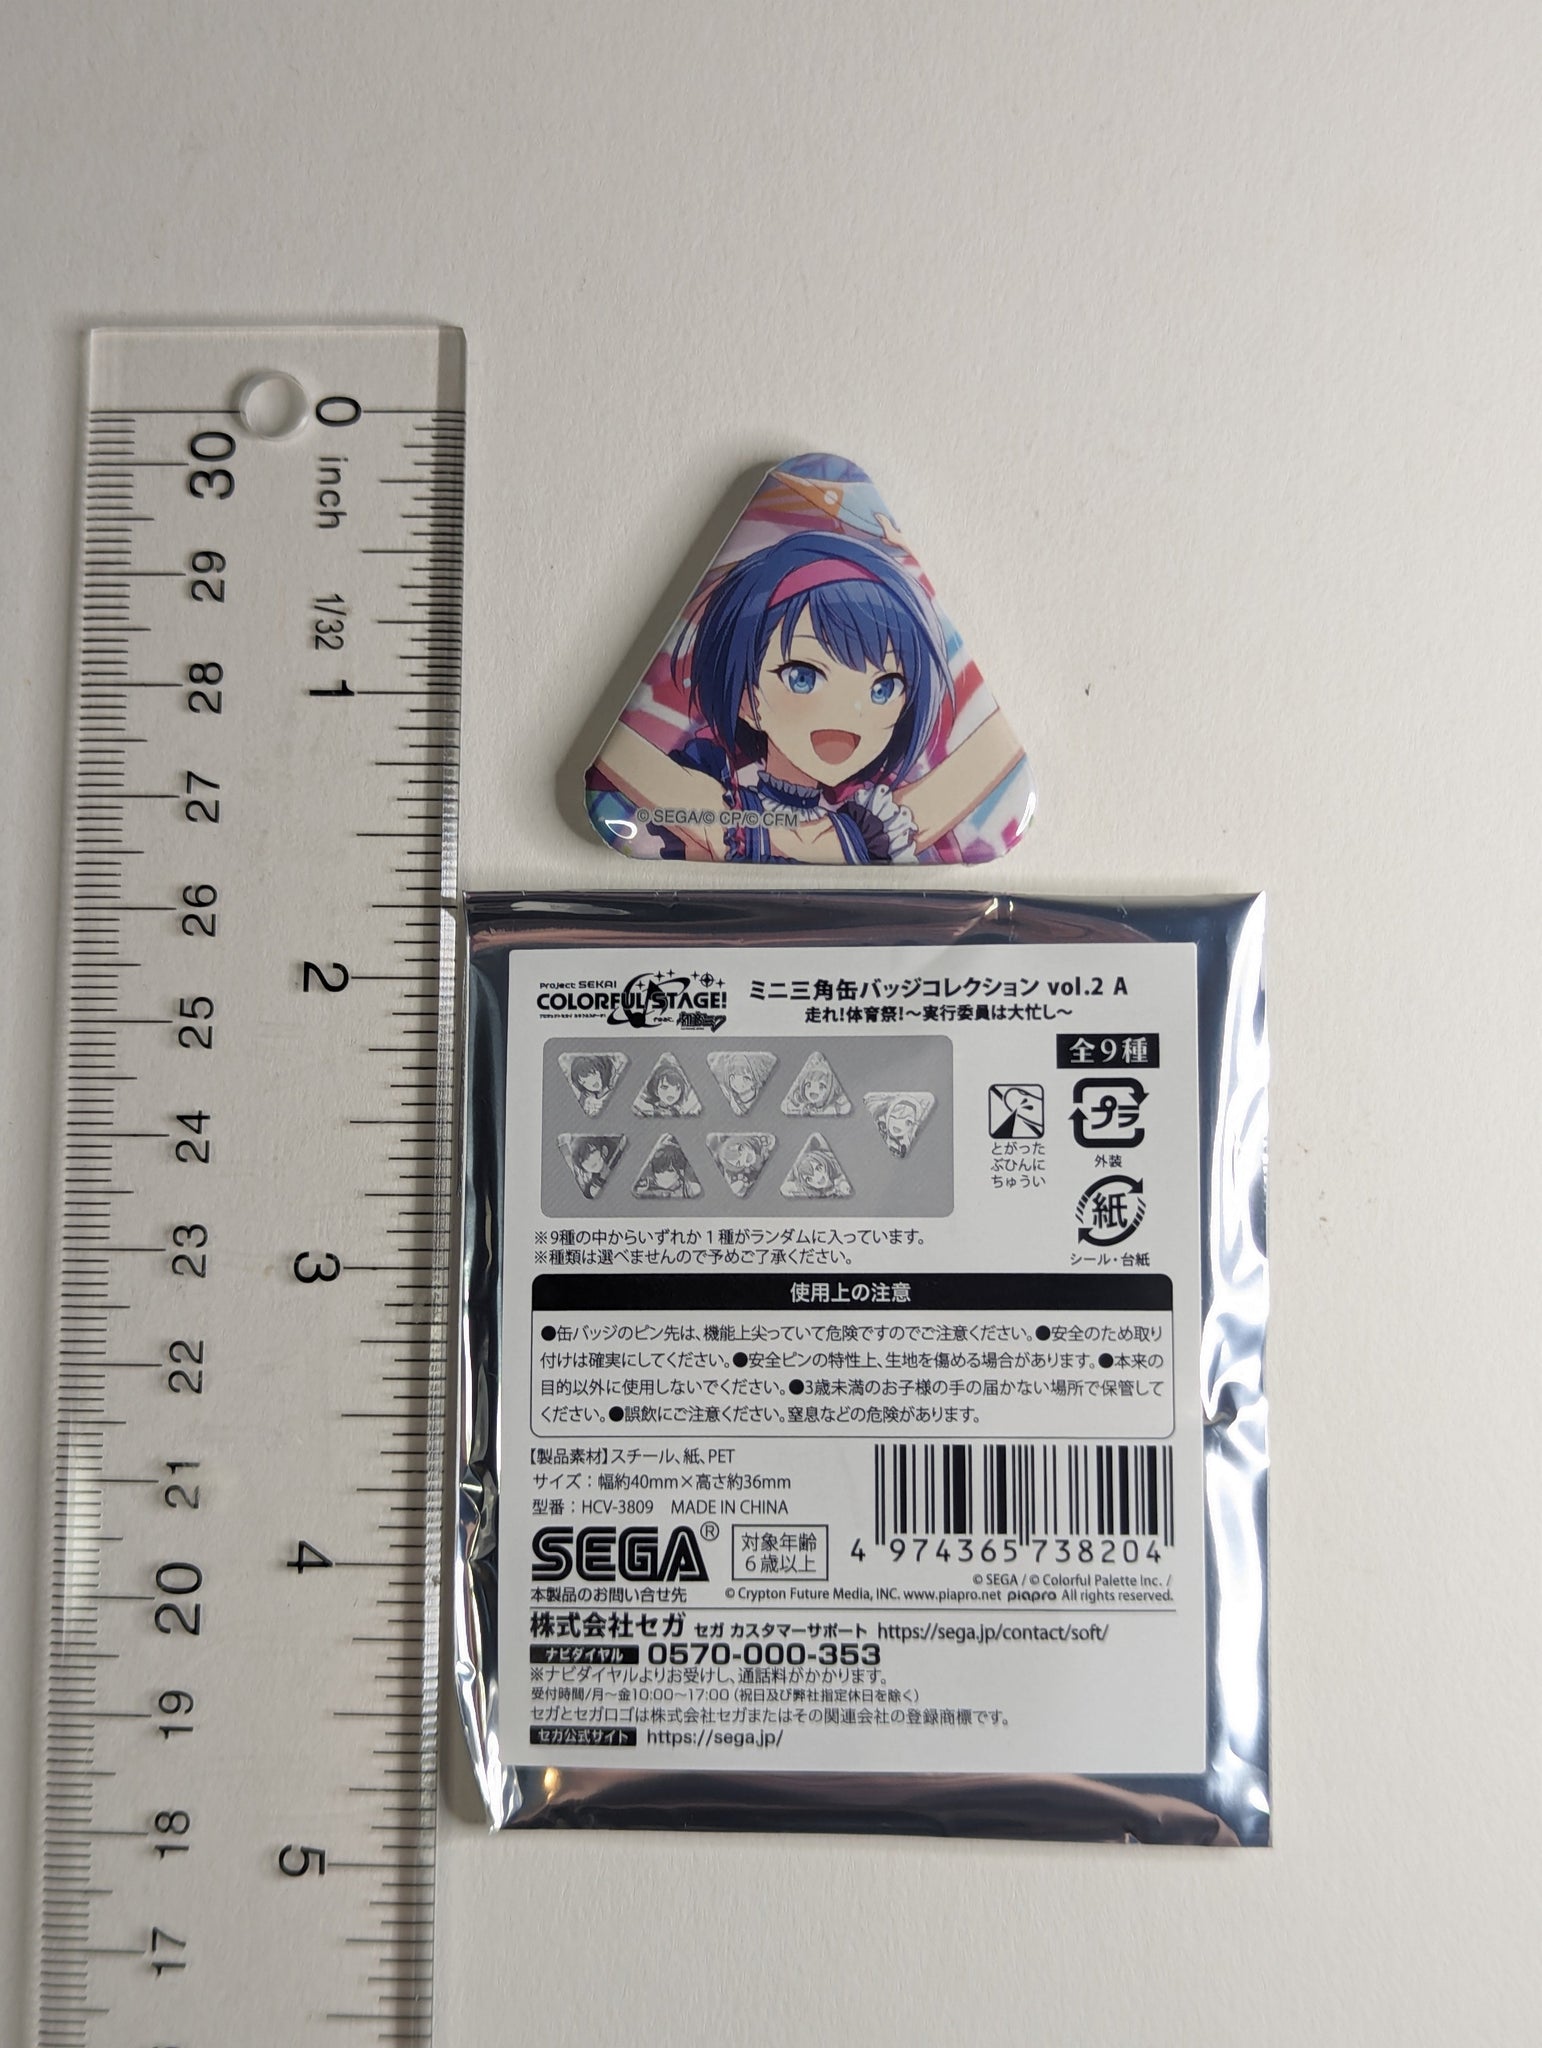 0
inch
1/32
1
2
3
4
5
30
29
28
27
26
25
24
23
22
21
20
19
18
17
© SEGA/© CP/© CFM
Project SEKAI
COLORFUL STAGE!
feat. 初音ミク
ミニ三角缶バッジコレクション vol.2 A
走れ!体育祭!～実行委員は大忙し～
全9種
とがった
ぶひんに
ちゅうい
プラ
外装
紙
シール・台紙
※9種の中からいずれか1種がランダムに入っています。
※種類は選べませんので予めご了承ください。
使用上の注意
●缶バッジのピン先は、機能上尖っていて危険ですのでご注意ください。●安全のため取り
付けは確実にしてください。●安全ピンの特性上、生地を傷める場合があります。●本来の
目的以外に使用しないでください。●3歳未満のお子様の手の届かない場所で保管して
ください。●誤飲にご注意ください。窒息などの危険があります。
【製品素材】スチール、紙、PET
サイズ：幅約40mm×高さ約36mm
型番：HCV-3809 MADE IN CHINA
SEGA®
対象年齢
6歳以上
4 974365 738204
© SEGA / © Colorful Palette Inc. /
© Crypton Future Media, INC. www.piapro.net piapro All rights reserved.
本製品のお問い合せ先
株式会社セガ セガ カスタマーサポート https://sega.jp/contact/soft/
ナビダイヤル 0570-000-353
※ナビダイヤルよりお受けし、通話料がかかります。
受付時間/月～金10:00～17:00 (祝日及び弊社指定休日を除く)
セガとセガロゴは株式会社セガまたはその関連会社の登録商標です。
セガ公式サイト https://sega.jp/